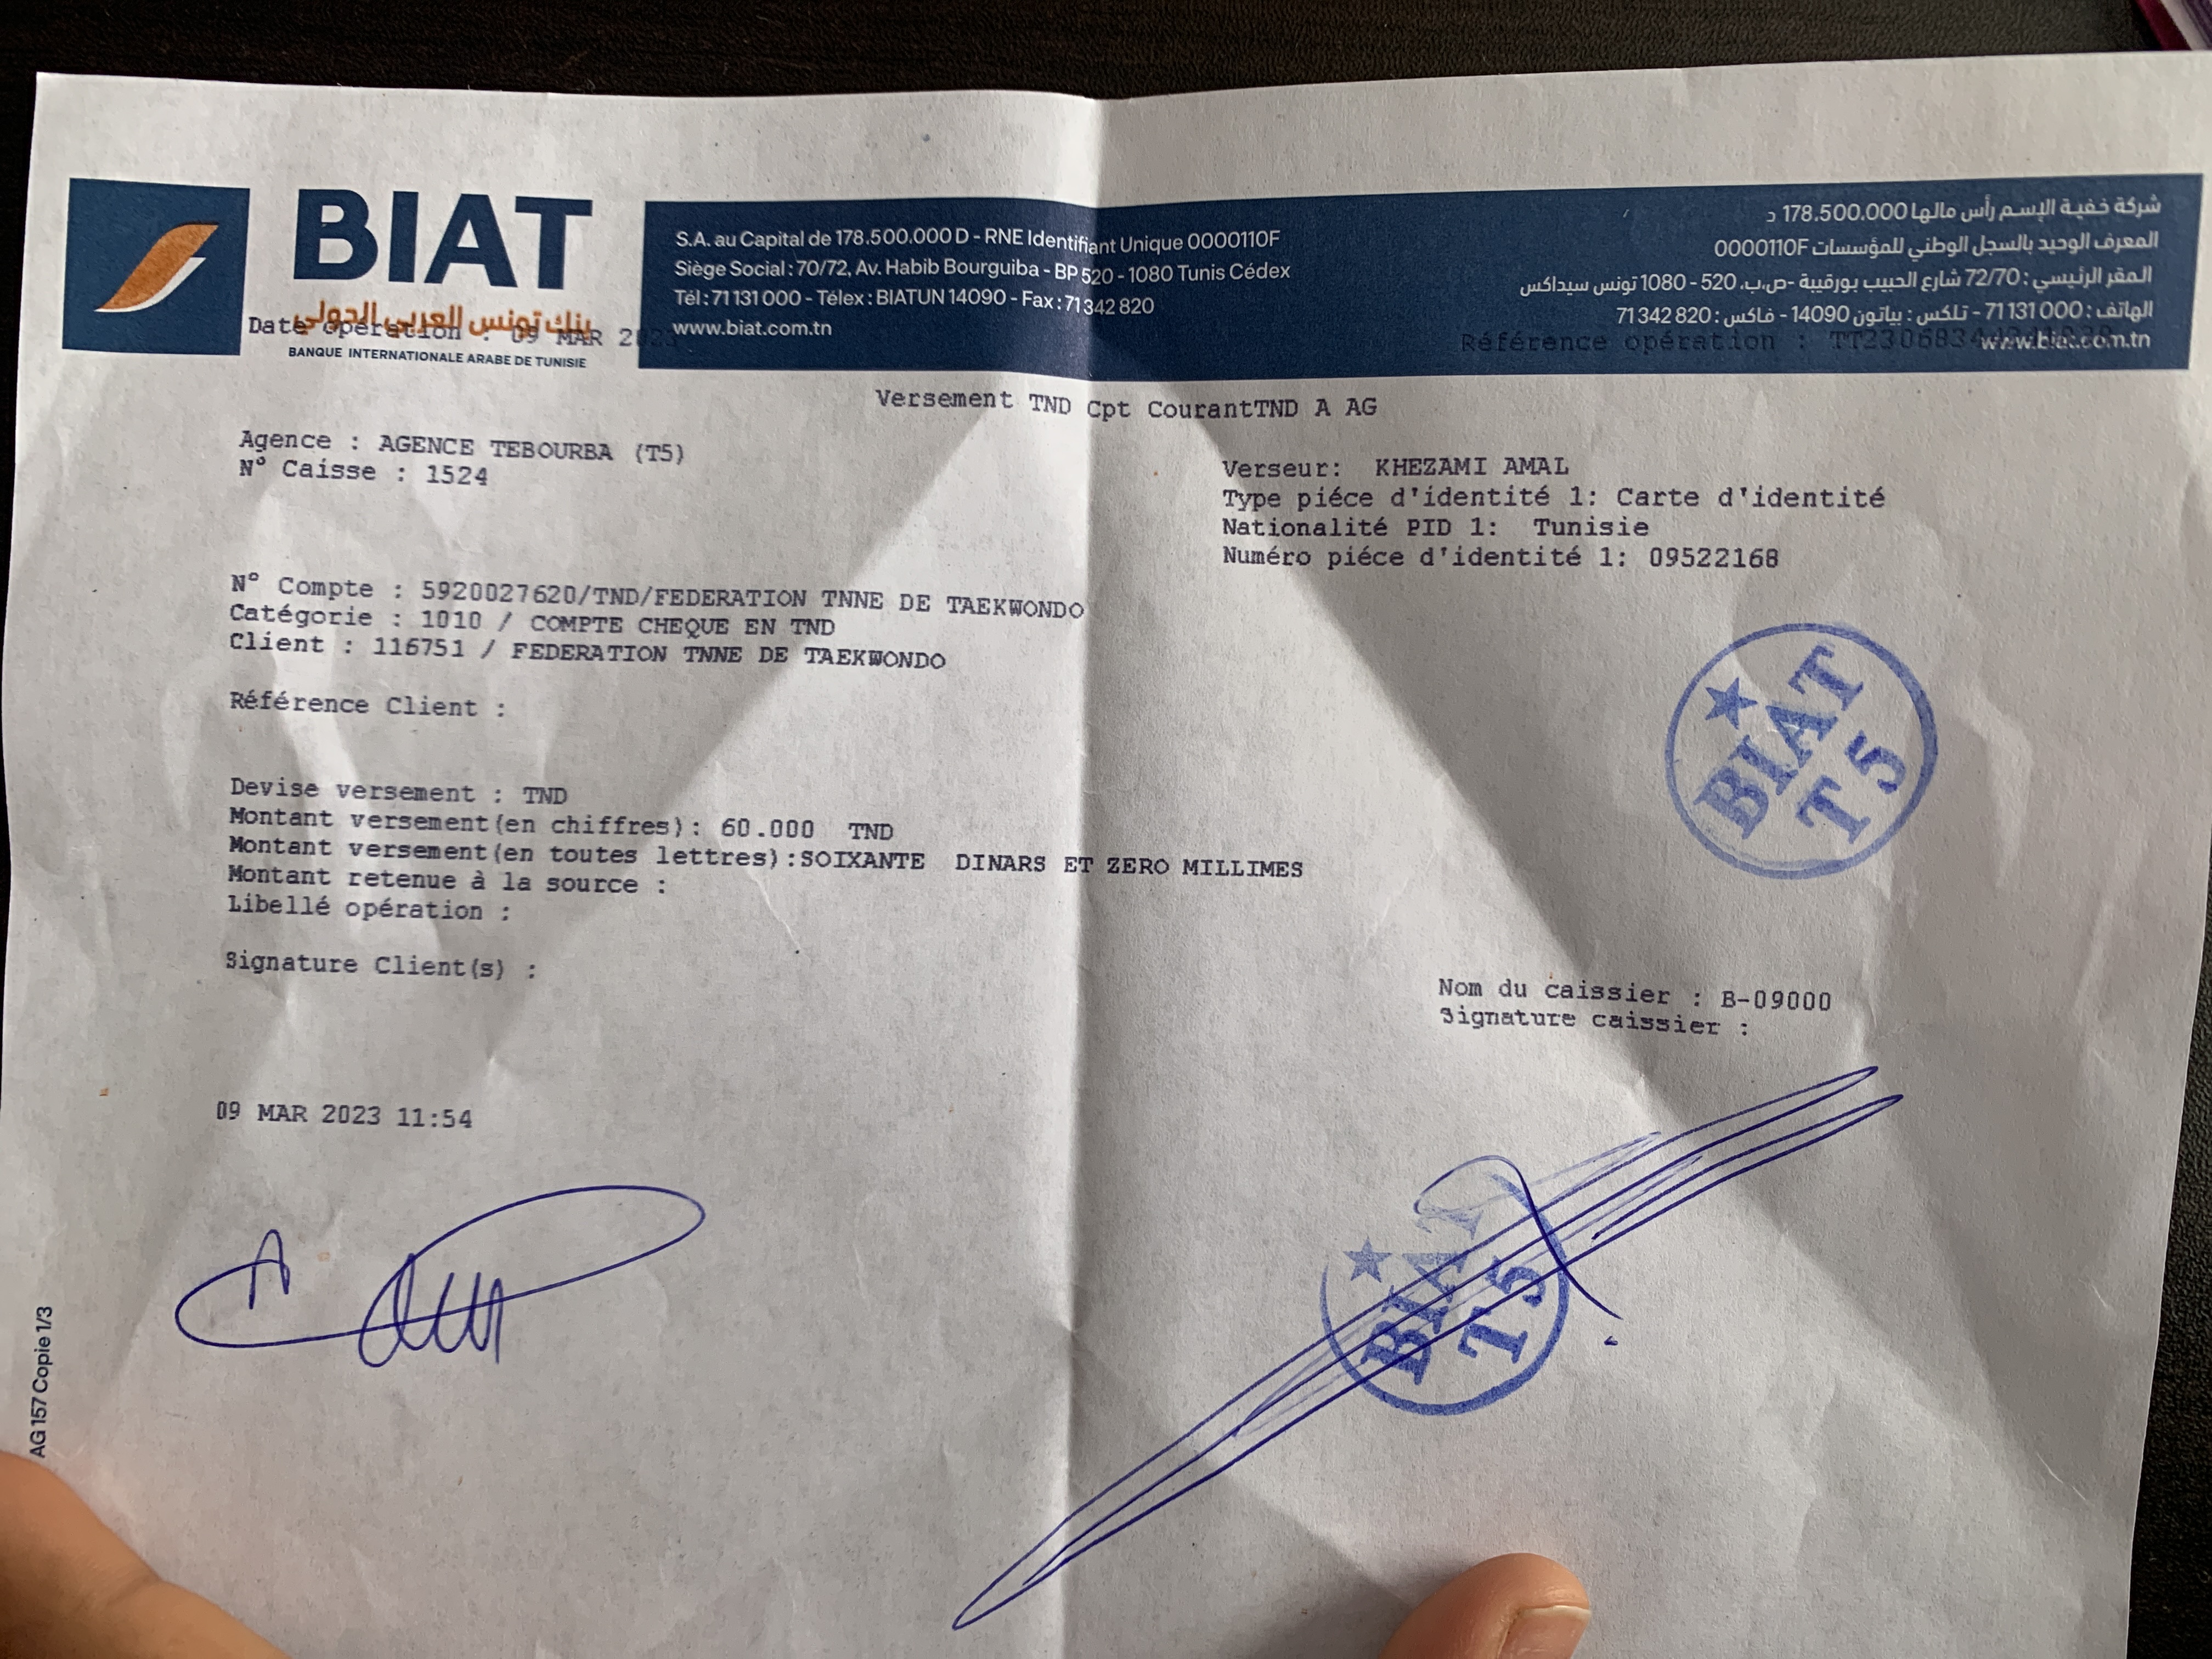 BIAT
بنك تونس العربي الدولي
BANQUE INTERNATIONALE ARABE DE TUNISIE
S.A. au Capital de 178.500.000 D - RNE Identifiant Unique 0000110F
Siège Social : 70/72, Av. Habib Bourguiba - BP 520 - 1080 Tunis Cédex
Tél : 71 131 000 - Télex : BIATUN 14090 - Fax : 71 342 820
www.biat.com.tn
شركة خفية الإسم رأس مالها 178.500.000 د
المعرف الوحيد بالسجل الوطني للمؤسسات 0000110F
المقر الرئيسي : 72/70 شارع الحبيب بورقيبة -ص.ب. 520 - 1080 تونس سيداكس
الهاتف : 71 131 000 - تلكس : بياتون 14090 - فاكس : 71 342 820
www.biat.com.tn
Date opération : 09 MAR 2023
Référence opération :
Versement TND Cpt CourantTND A AG
Agence : AGENCE TEBOURBA (T5)
N° Caisse : 1524
Verseur: KHEZAMI AMAL
Type piéce d'identité 1: Carte d'identité
Nationalité PID 1: Tunisie
Numéro piéce d'identité 1: 09522168
N° Compte : 5920027620/TND/FEDERATION TNNE DE TAEKWONDO
Catégorie : 1010 / COMPTE CHEQUE EN TND
Client : 116751 / FEDERATION TNNE DE TAEKWONDO
Référence Client :
BIAT
T5
Devise versement : TND
Montant versement(en chiffres): 60.000 TND
Montant versement(en toutes lettres):SOIXANTE DINARS ET ZERO MILLIMES
Montant retenue à la source :
Libellé opération :
Signature Client(s) :
Nom du caissier : B-09000
Signature caissier :
09 MAR 2023 11:54
BIAT
T5
AG 157 Copie 1/3